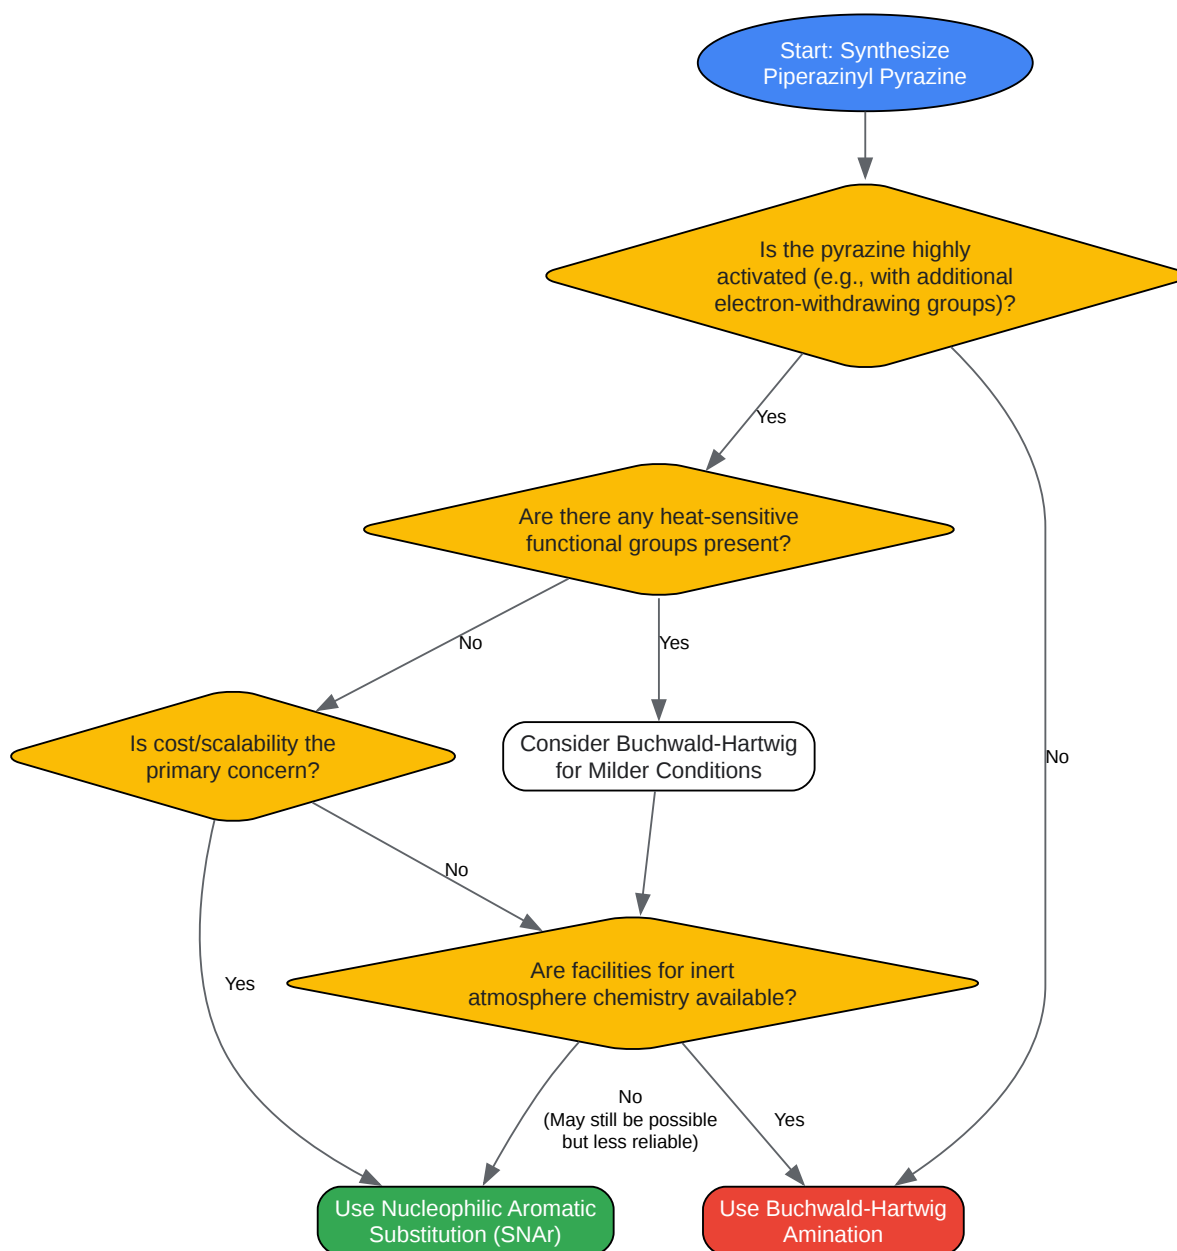 Start: Synthesize
Piperazinyl Pyrazine
Is the pyrazine highly
activated (e.g., with additional
electron-withdrawing groups)?
Yes
Are there any heat-sensitive
functional groups present?
No
Yes
Is cost/scalability the
primary concern?
Consider Buchwald-Hartwig
for Milder Conditions
No
No
Are facilities for inert
atmosphere chemistry available?
Yes
No
(May still be possible
but less reliable)
Yes
Use Nucleophilic Aromatic
Substitution (SNAr)
Use Buchwald-Hartwig
Amination